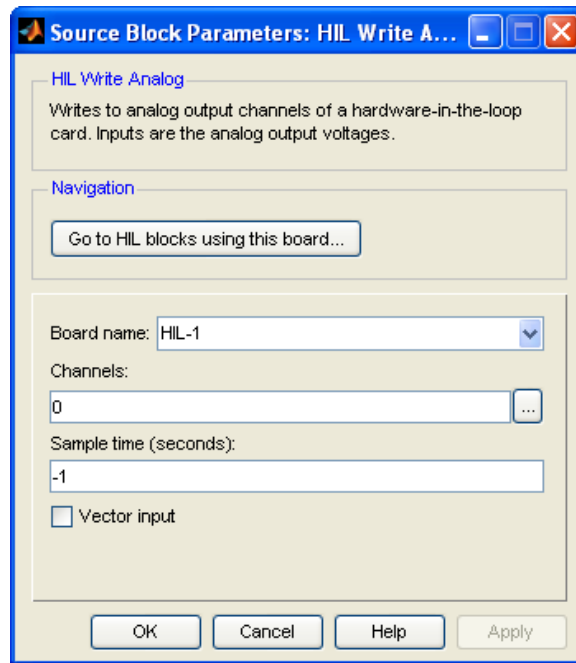 Source Block Parameters: HIL Write A...
HIL Write Analog
Writes to analog output channels of a hardware-in-the-loop
card. Inputs are the analog output voltages.
Navigation
Go to HIL blocks using this board...
Board name: HIL-1
Channels:
0
...
Sample time (seconds):
-1
Vector input
OK Cancel Help Apply